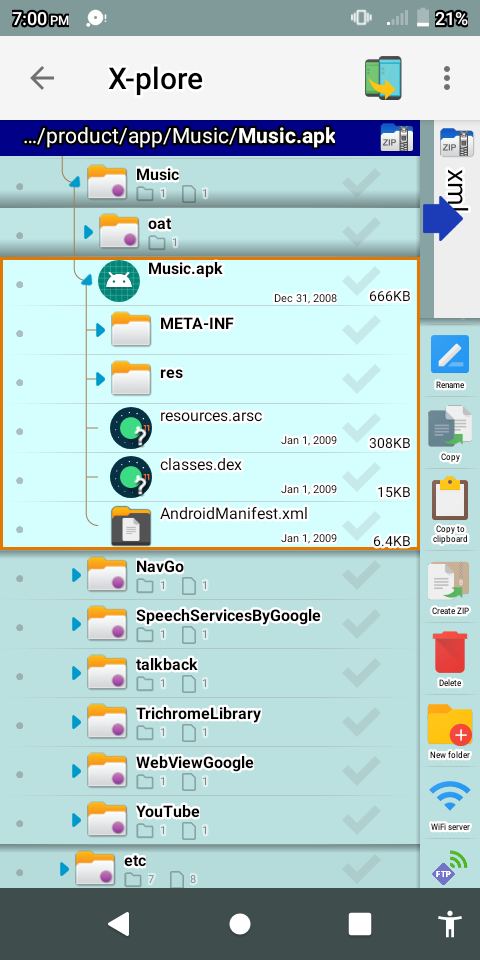 7:00 PM
21%
X-plore
.../product/app/Music/Music.apk
ZIP
ZIP
xml
Music
1 1
oat
1
Music.apk
Dec 31, 2008
666KB
META-INF
res
resources.arsc
Jan 1, 2009
308KB
classes.dex
Jan 1, 2009
15KB
AndroidManifest.xml
Jan 1, 2009
6.4KB
NavGo
1 1
SpeechServicesByGoogle
1 1
talkback
1 1
TrichromeLibrary
1 1
WebViewGoogle
1 1
YouTube
1 1
etc
7 8
Rename
Copy
Copy to
clipboard
Create ZIP
Delete
New folder
WiFi server
FTP